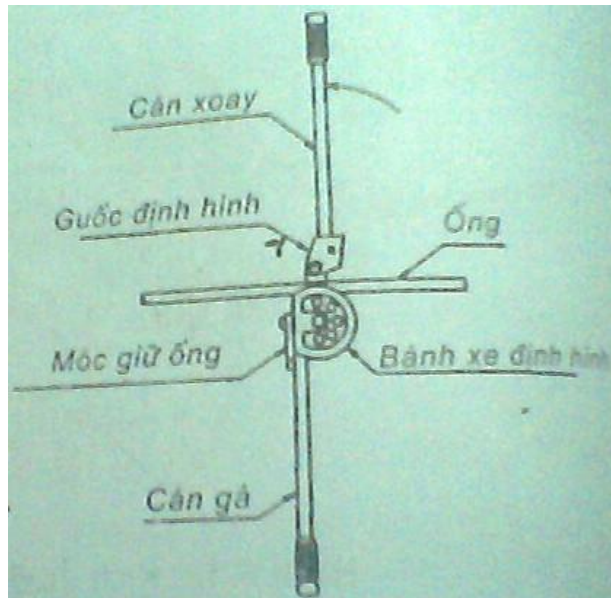 Cần xoay
Guốc định hình
Ống
Móc giữ ống
Bánh xe định hình
Cần gá